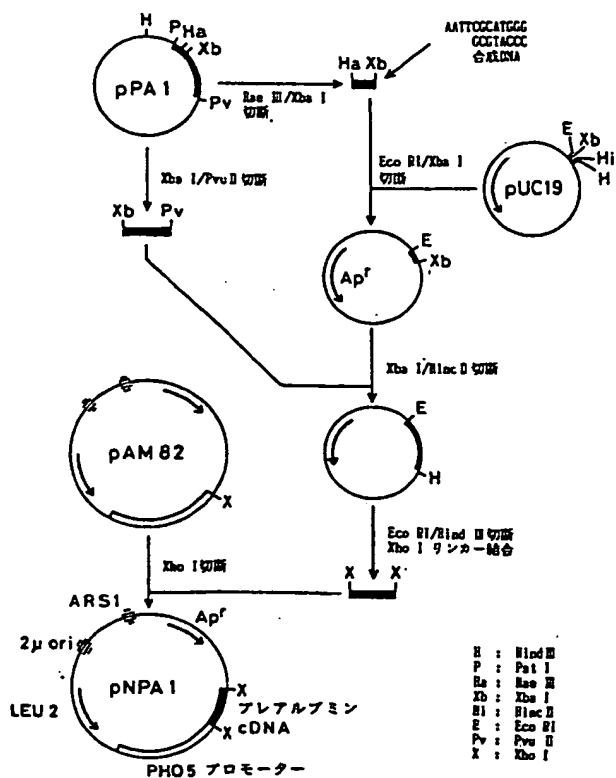 H
P
Ha
Xb
pPA1
Pv
Hae Ⅲ/Xba Ⅰ
切断
Ha Xb
AATTCGCATGGG
GCGTACCC
合成DNA
Xba Ⅰ/Pvu Ⅱ 切断
Xb Pv
Eco RⅠ/Xba Ⅰ
切断
E
Xb
Hi
H
pUC19
E
Xb
Apr
Xba Ⅰ/Hinc Ⅱ 切断
pAM82
X
E
H
Eco RⅠ/Hind Ⅲ 切断
Xho Ⅰ リンカー結合
Xho Ⅰ 切断
X X
ARS1
Apr
2μ ori
pNPA1
LEU2
X
プレアルブミン
cDNA
X
PHO5 プロモーター
H : Hind Ⅲ
P : Pst Ⅰ
Ha : Hae Ⅲ
Xb : Xba Ⅰ
Hi : Hinc Ⅱ
E : Eco RⅠ
Pv : Pvu Ⅱ
X : Xho Ⅰ